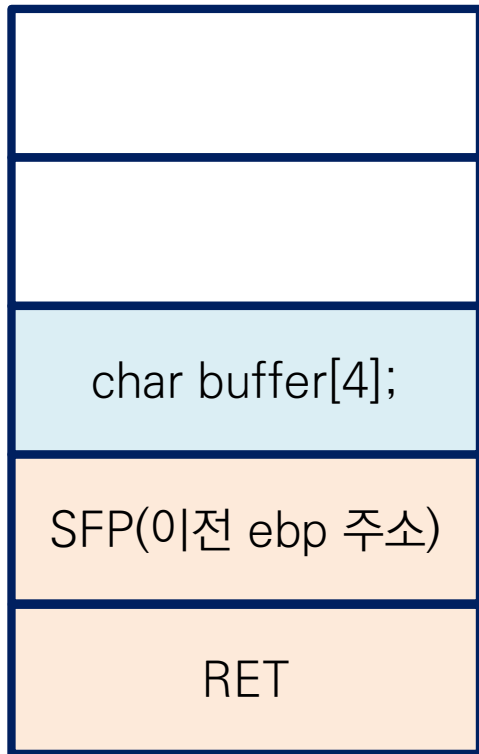 char buffer[4];
SFP(이전 ebp 주소)
RET